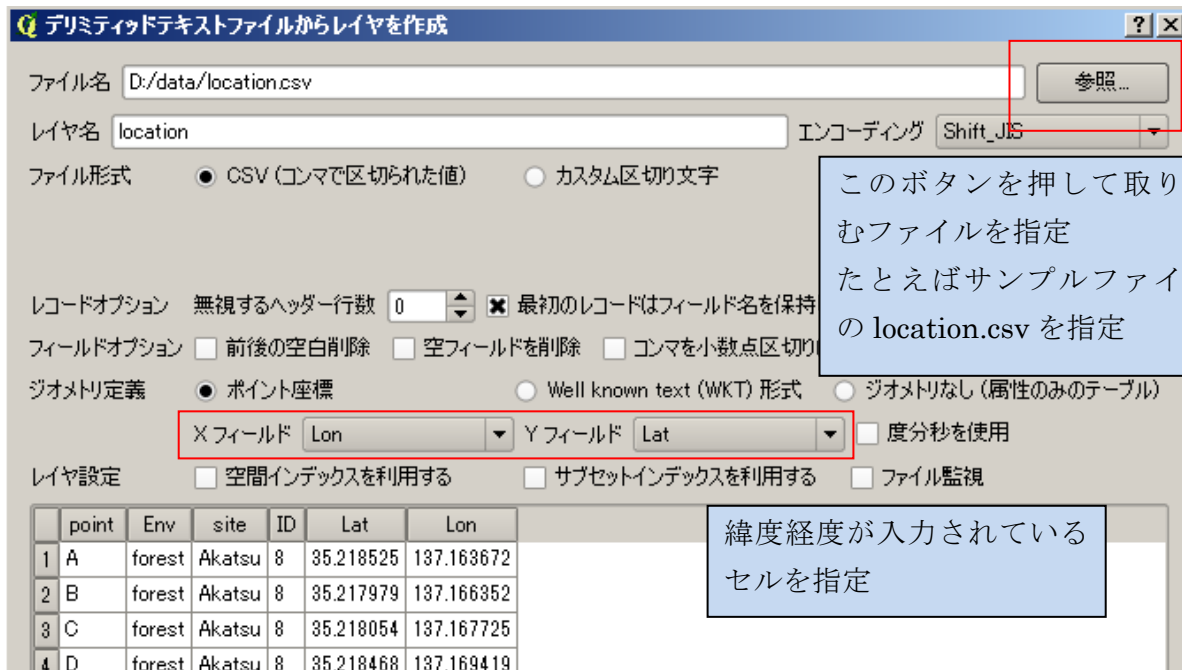 デリミティッドテキストファイルからレイヤを作成
ファイル名 D:/data/location.csv 参照...
レイヤ名 location エンコーディング Shift_JIS
ファイル形式 CSV (コンマで区切られた値) カスタム区切り文字
このボタンを押して取り
むファイルを指定
たとえばサンプルファイ
の location.csv を指定
レコードオプション 無視するヘッダー行数 0 最初のレコードはフィールド名を保持
フィールドオプション 前後の空白削除 空フィールドを削除 コンマを小数点区切り
ジオメトリ定義 ポイント座標 Well known text (WKT) 形式 ジオメトリなし (属性のみのテーブル)
X フィールド Lon Y フィールド Lat 度分秒を使用
レイヤ設定 空間インデックスを利用する サブセットインデックスを利用する ファイル監視
緯度経度が入力されている
セルを指定
point Env site ID Lat Lon
1 A forest Akatsu 8 35.218525 137.163672
2 B forest Akatsu 8 35.217979 137.166352
3 C forest Akatsu 8 35.218054 137.167725
4 D forest Akatsu 8 35.218468 137.169419